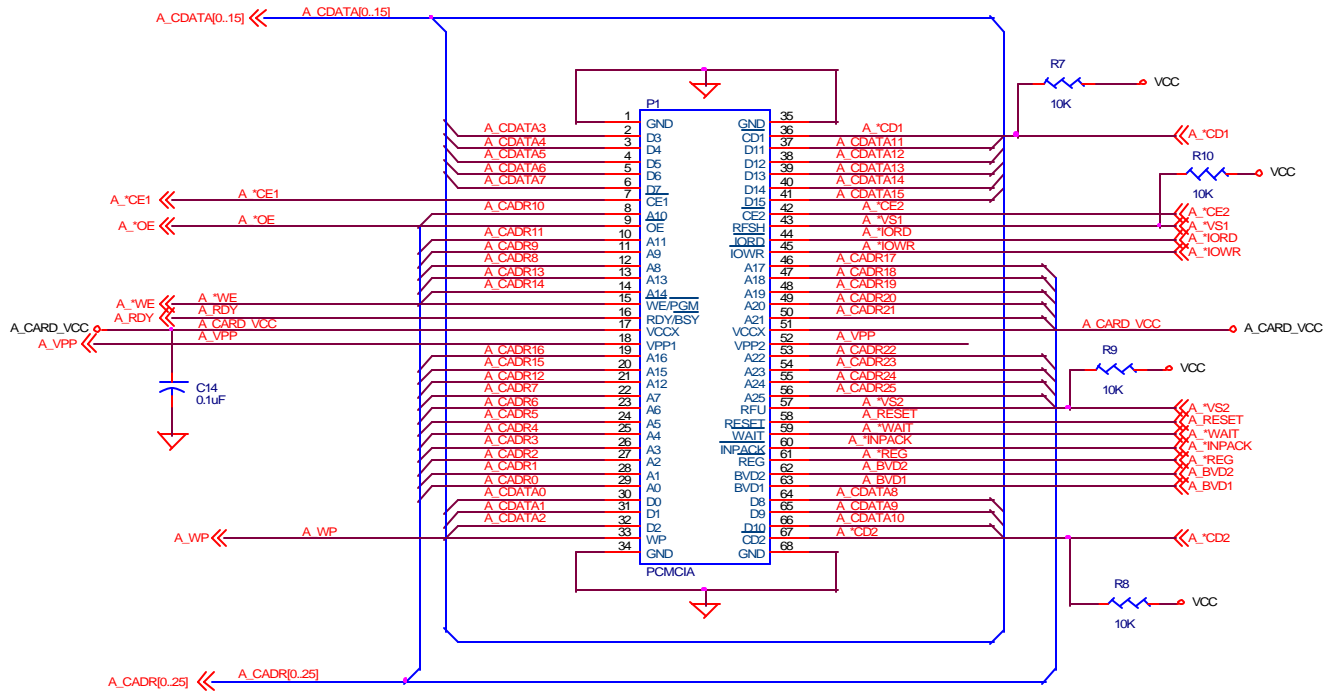 A_CDATA[0..15] A_CDATA[0..15]
R7
VCC
10K
P1
1 GND GND 35
A_CDATA3 2 D3 CD1 36 A_*CD1 A_*CD1
A_CDATA4 3 D4 D11 37 A_CDATA11
A_CDATA5 4 D5 D12 38 A_CDATA12
R10
A_CDATA6 5 D6 D13 39 A_CDATA13
VCC
A_CDATA7 6 D7 D14 40 A_CDATA14
10K
A_*CE1 A_*CE1 7 CE1 D15 41 A_CDATA15
A_CADR10 8 A10 CE2 42 A_*CE2 A_*CE2
A_*OE A_*OE 9 OE RFSH 43 A_*VS1 A_*VS1
A_CADR11 10 A11 IORD 44 A_*IORD A_*IORD
A_CADR9 11 A9 IOWR 45 A_*IOWR A_*IOWR
A_CADR8 12 A8 A17 46 A_CADR17
A_CADR13 13 A13 A18 47 A_CADR18
A_CADR14 14 A14 A19 48 A_CADR19
A_*WE A_*WE 15 WE/PGM A20 49 A_CADR20
A_RDY A_RDY 16 RDY/BSY A21 50 A_CADR21
A_CARD_VCC A_CARD_VCC 17 VCCX VCCX 51 A_CARD_VCC A_CARD_VCC
A_VPP A_VPP 18 VPP1 VPP2 52 A_VPP
A_CADR16 19 A16 A22 53 A_CADR22
R9
A_CADR15 20 A15 A23 54 A_CADR23
VCC
A_CADR12 21 A12 A24 55 A_CADR24
C14
10K
A_CADR7 22 A7 A25 56 A_CADR25
0.1uF
A_CADR6 23 A6 RFU 57 A_*VS2 A_*VS2
A_CADR5 24 A5 RESET 58 A_RESET A_RESET
A_CADR4 25 A4 WAIT 59 A_*WAIT A_*WAIT
A_CADR3 26 A3 INPACK 60 A_*INPACK A_*INPACK
A_CADR2 27 A2 REG 61 A_*REG A_*REG
A_CADR1 28 A1 BVD2 62 A_BVD2 A_BVD2
A_CADR0 29 A0 BVD1 63 A_BVD1 A_BVD1
A_CDATA0 30 D0 D8 64 A_CDATA8
A_CDATA1 31 D1 D9 65 A_CDATA9
A_CDATA2 32 D2 D10 66 A_CDATA10
A_WP A_WP 33 WP CD2 67 A_*CD2 A_*CD2
34 GND GND 68
PCMCIA
R8
VCC
10K
A_CADR[0..25] A_CADR[0..25]